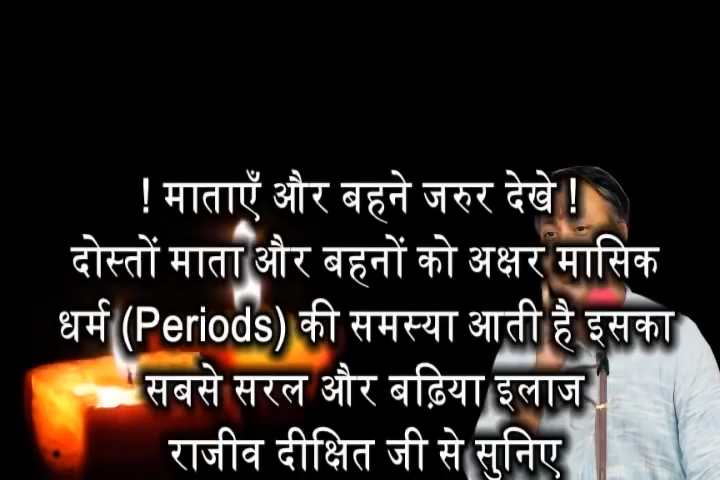 ! माताएँ और बहने जरुर देखे !
दोस्तों माता और बहनों को अक्षर मासिक
धर्म (Periods) की समस्या आती है इसका
सबसे सरल और बढ़िया इलाज
राजीव दीक्षित जी से सुनिए